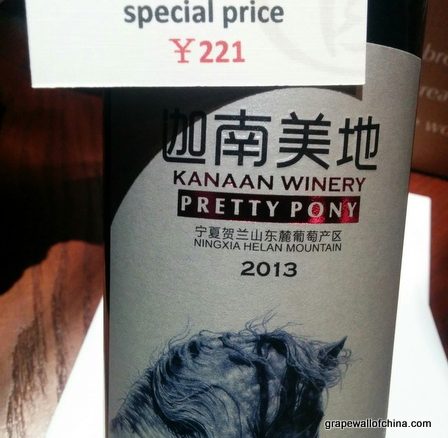 special price
￥221
迦南美地
KANAAN WINERY
PRETTY PONY
宁夏贺兰山东麓葡萄产区
NINGXIA HELAN MOUNTAIN
2013
grapewallofchina.com